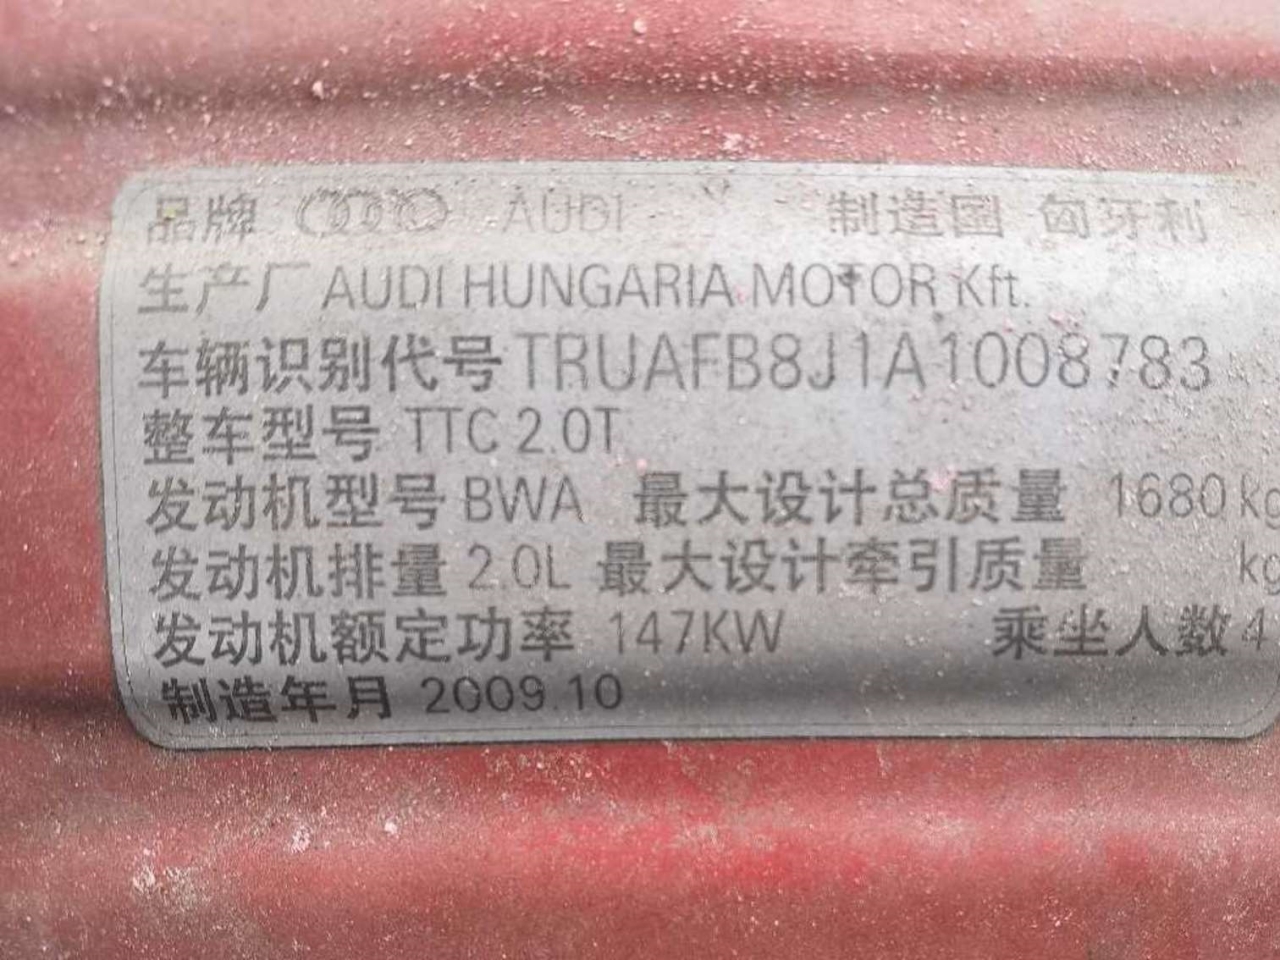 品牌 AUDI 制造国 匈牙利
生产厂 AUDI HUNGARIA MOTOR Kft.
车辆识别代号 TRUAFB8J1A1008783
整车型号 TTC 2.0T
发动机型号 BWA 最大设计总质量 1680 kg
发动机排量 2.0L 最大设计牵引质量 kg
发动机额定功率 147KW 乘坐人数 4
制造年月 2009.10